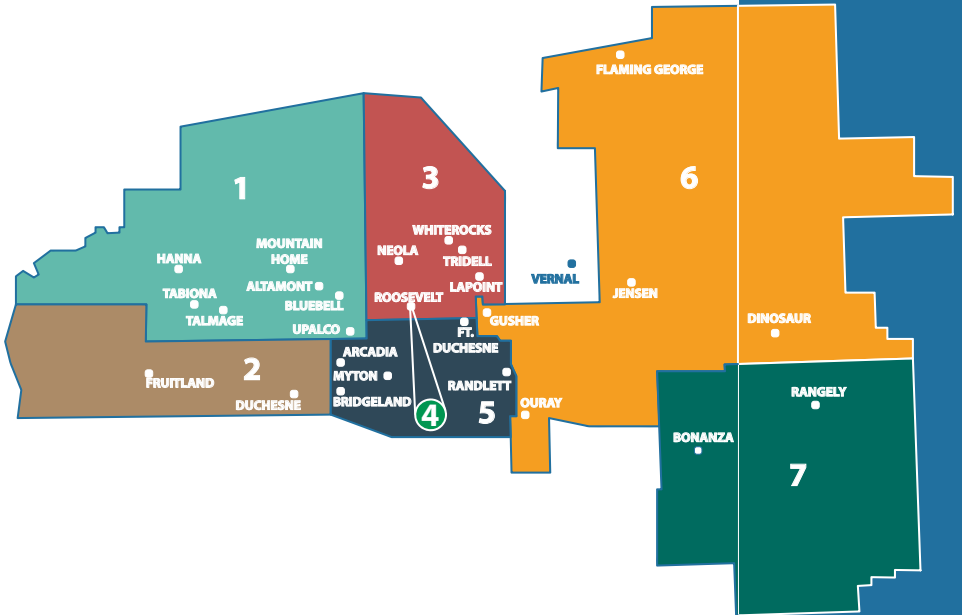 FLAMING GEORGE
1
3
6
WHITEROCKS
MOUNTAIN
HOME
NEOLA
HANNA
TRIDELL
VERNAL
ALTAMONT
LAPOINT
JENSEN
TABIONA
BLUEBELL
ROOSEVELT
TALMAGE
GUSHER
DINOSAUR
UPALCO
FT.
DUCHESNE
ARCADIA
2
MYTON
FRUITLAND
RANDLETT
RANGELY
DUCHESNE
BRIDGELAND
OURAY
4
5
BONANZA
7